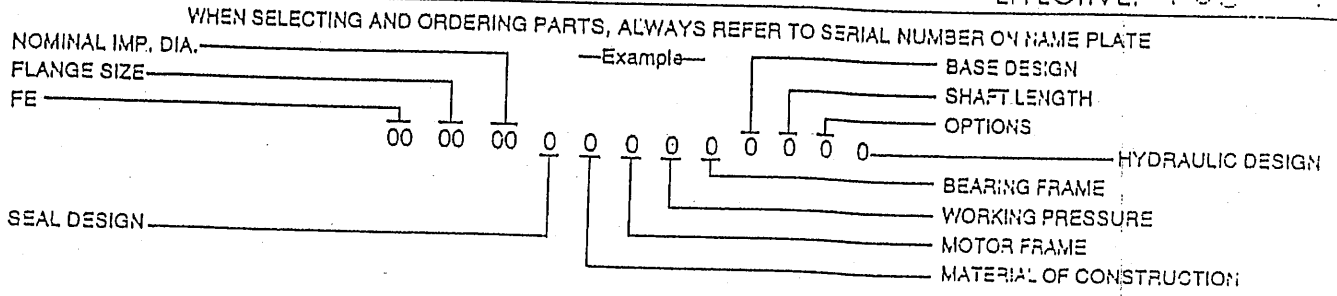 WHEN SELECTING AND ORDERING PARTS, ALWAYS REFER TO SERIAL NUMBER ON NAME PLATE
—Example—
NOMINAL IMP. DIA.
FLANGE SIZE
FE
BASE DESIGN
SHAFT LENGTH
OPTIONS
00 00 00 0 0 0 0 0 0 0 0 0
HYDRAULIC DESIGN
BEARING FRAME
WORKING PRESSURE
SEAL DESIGN
MOTOR FRAME
MATERIAL OF CONSTRUCTION